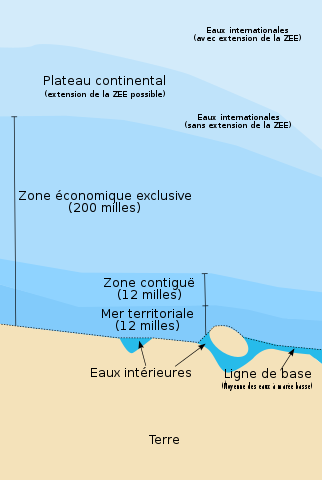 Eaux internationales
(avec extension de la ZEE)
Plateau continental
(extension de la ZEE possible)
Eaux internationales
(sans extension de la ZEE)
Zone économique exclusive
(200 milles)
Zone contiguë
(12 milles)
Mer territoriale
(12 milles)
Eaux intérieures
Ligne de base
(Moyenne des eaux à marée basse)
Terre